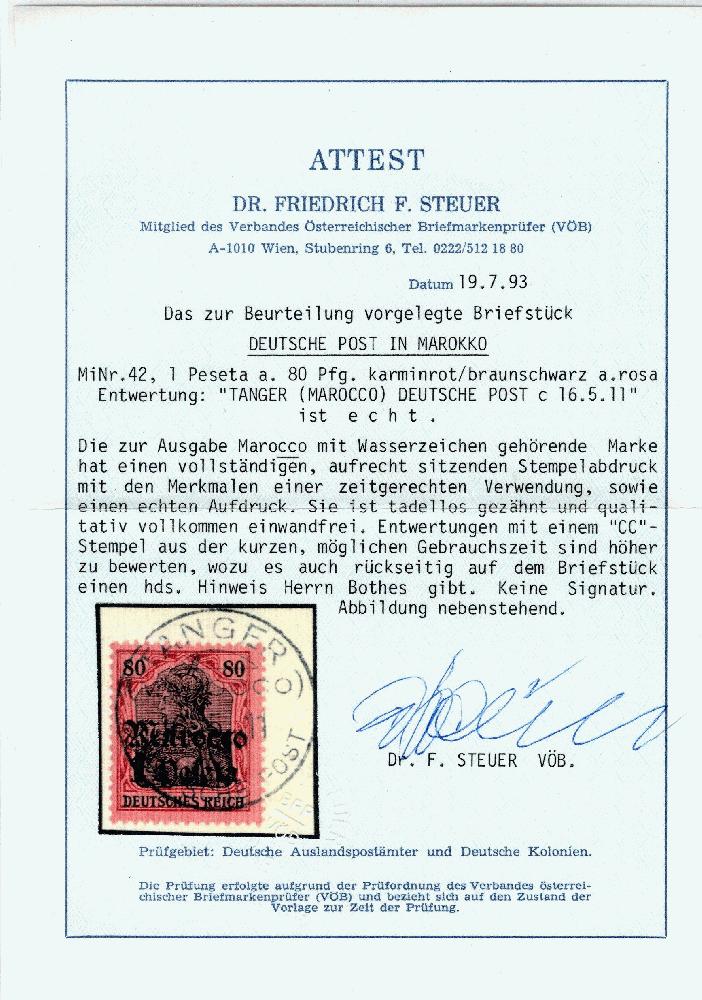 ATTEST
DR. FRIEDRICH F. STEUER
Mitglied des Verbandes Österreichischer Briefmarkenprüfer (VÖB)
A-1010 Wien, Stubenring 6, Tel. 0222/512 18 80
Datum 19.7.93
Das zur Beurteilung vorgelegte Briefstück
DEUTSCHE POST IN MAROKKO
MiNr.42, 1 Peseta a. 80 Pfg. karminrot/braunschwarz a.rosa
Entwertung: "TANGER (MAROCCO) DEUTSCHE POST c 16.5.11"
ist e c h t .
Die zur Ausgabe Marocco mit Wasserzeichen gehörende Marke
hat einen vollständigen, aufrecht sitzenden Stempelabdruck
mit den Merkmalen einer zeitgerechten Verwendung, sowie
einen echten Aufdruck. Sie ist tadellos gezähnt und quali-
tativ vollkommen einwandfrei. Entwertungen mit einem "CC"-
Stempel aus der kurzen, möglichen Gebrauchszeit sind höher
zu bewerten, wozu es auch rückseitig auf dem Briefstück
einen hds. Hinweis Herrn Bothes gibt. Keine Signatur.
Abbildung nebenstehend.
TANGER
80 80
Marocco
DEUTSCHES REICH
POST
Dr. F. STEUER VÖB.
Prüfgebiet: Deutsche Auslandspostämter und Deutsche Kolonien.
Die Prüfung erfolgte aufgrund der Prüfordnung des Verbandes österrei-
chischer Briefmarkenprüfer (VÖB) und bezieht sich auf den Zustand der
Vorlage zur Zeit der Prüfung.